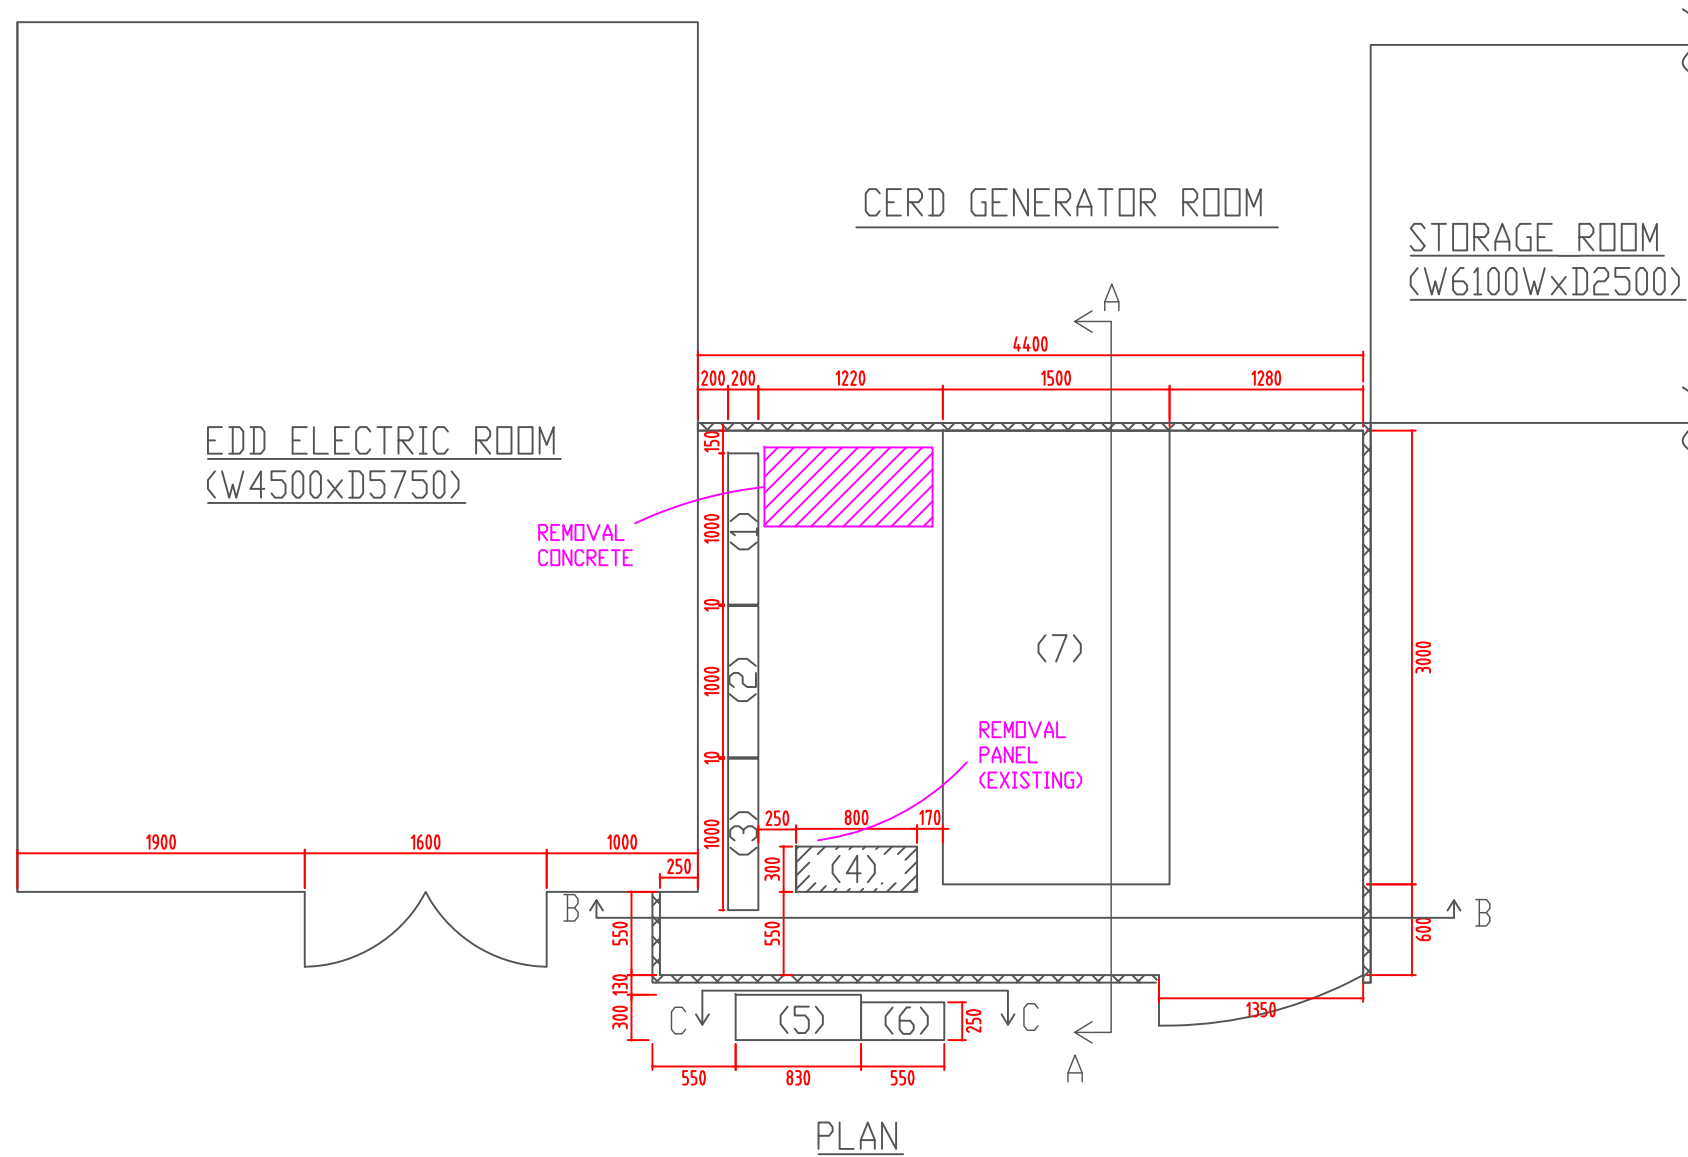 CERD GENERATOR ROOM
STORAGE ROOM
(W6100WxD2500)
A
4400
200
200
1220
1500
1280
EDD ELECTRIC ROOM
(W4500xD5750)
150
REMOVAL
CONCRETE
1000
(1)
10
1000
(2)
(7)
3000
REMOVAL
PANEL
(EXISTING)
10
1000
(3)
250
800
170
1900
1600
1000
250
300
(4)
B
B
550
550
600
130
300
C
(5)
(6)
250
C
1350
A
550
830
550
PLAN